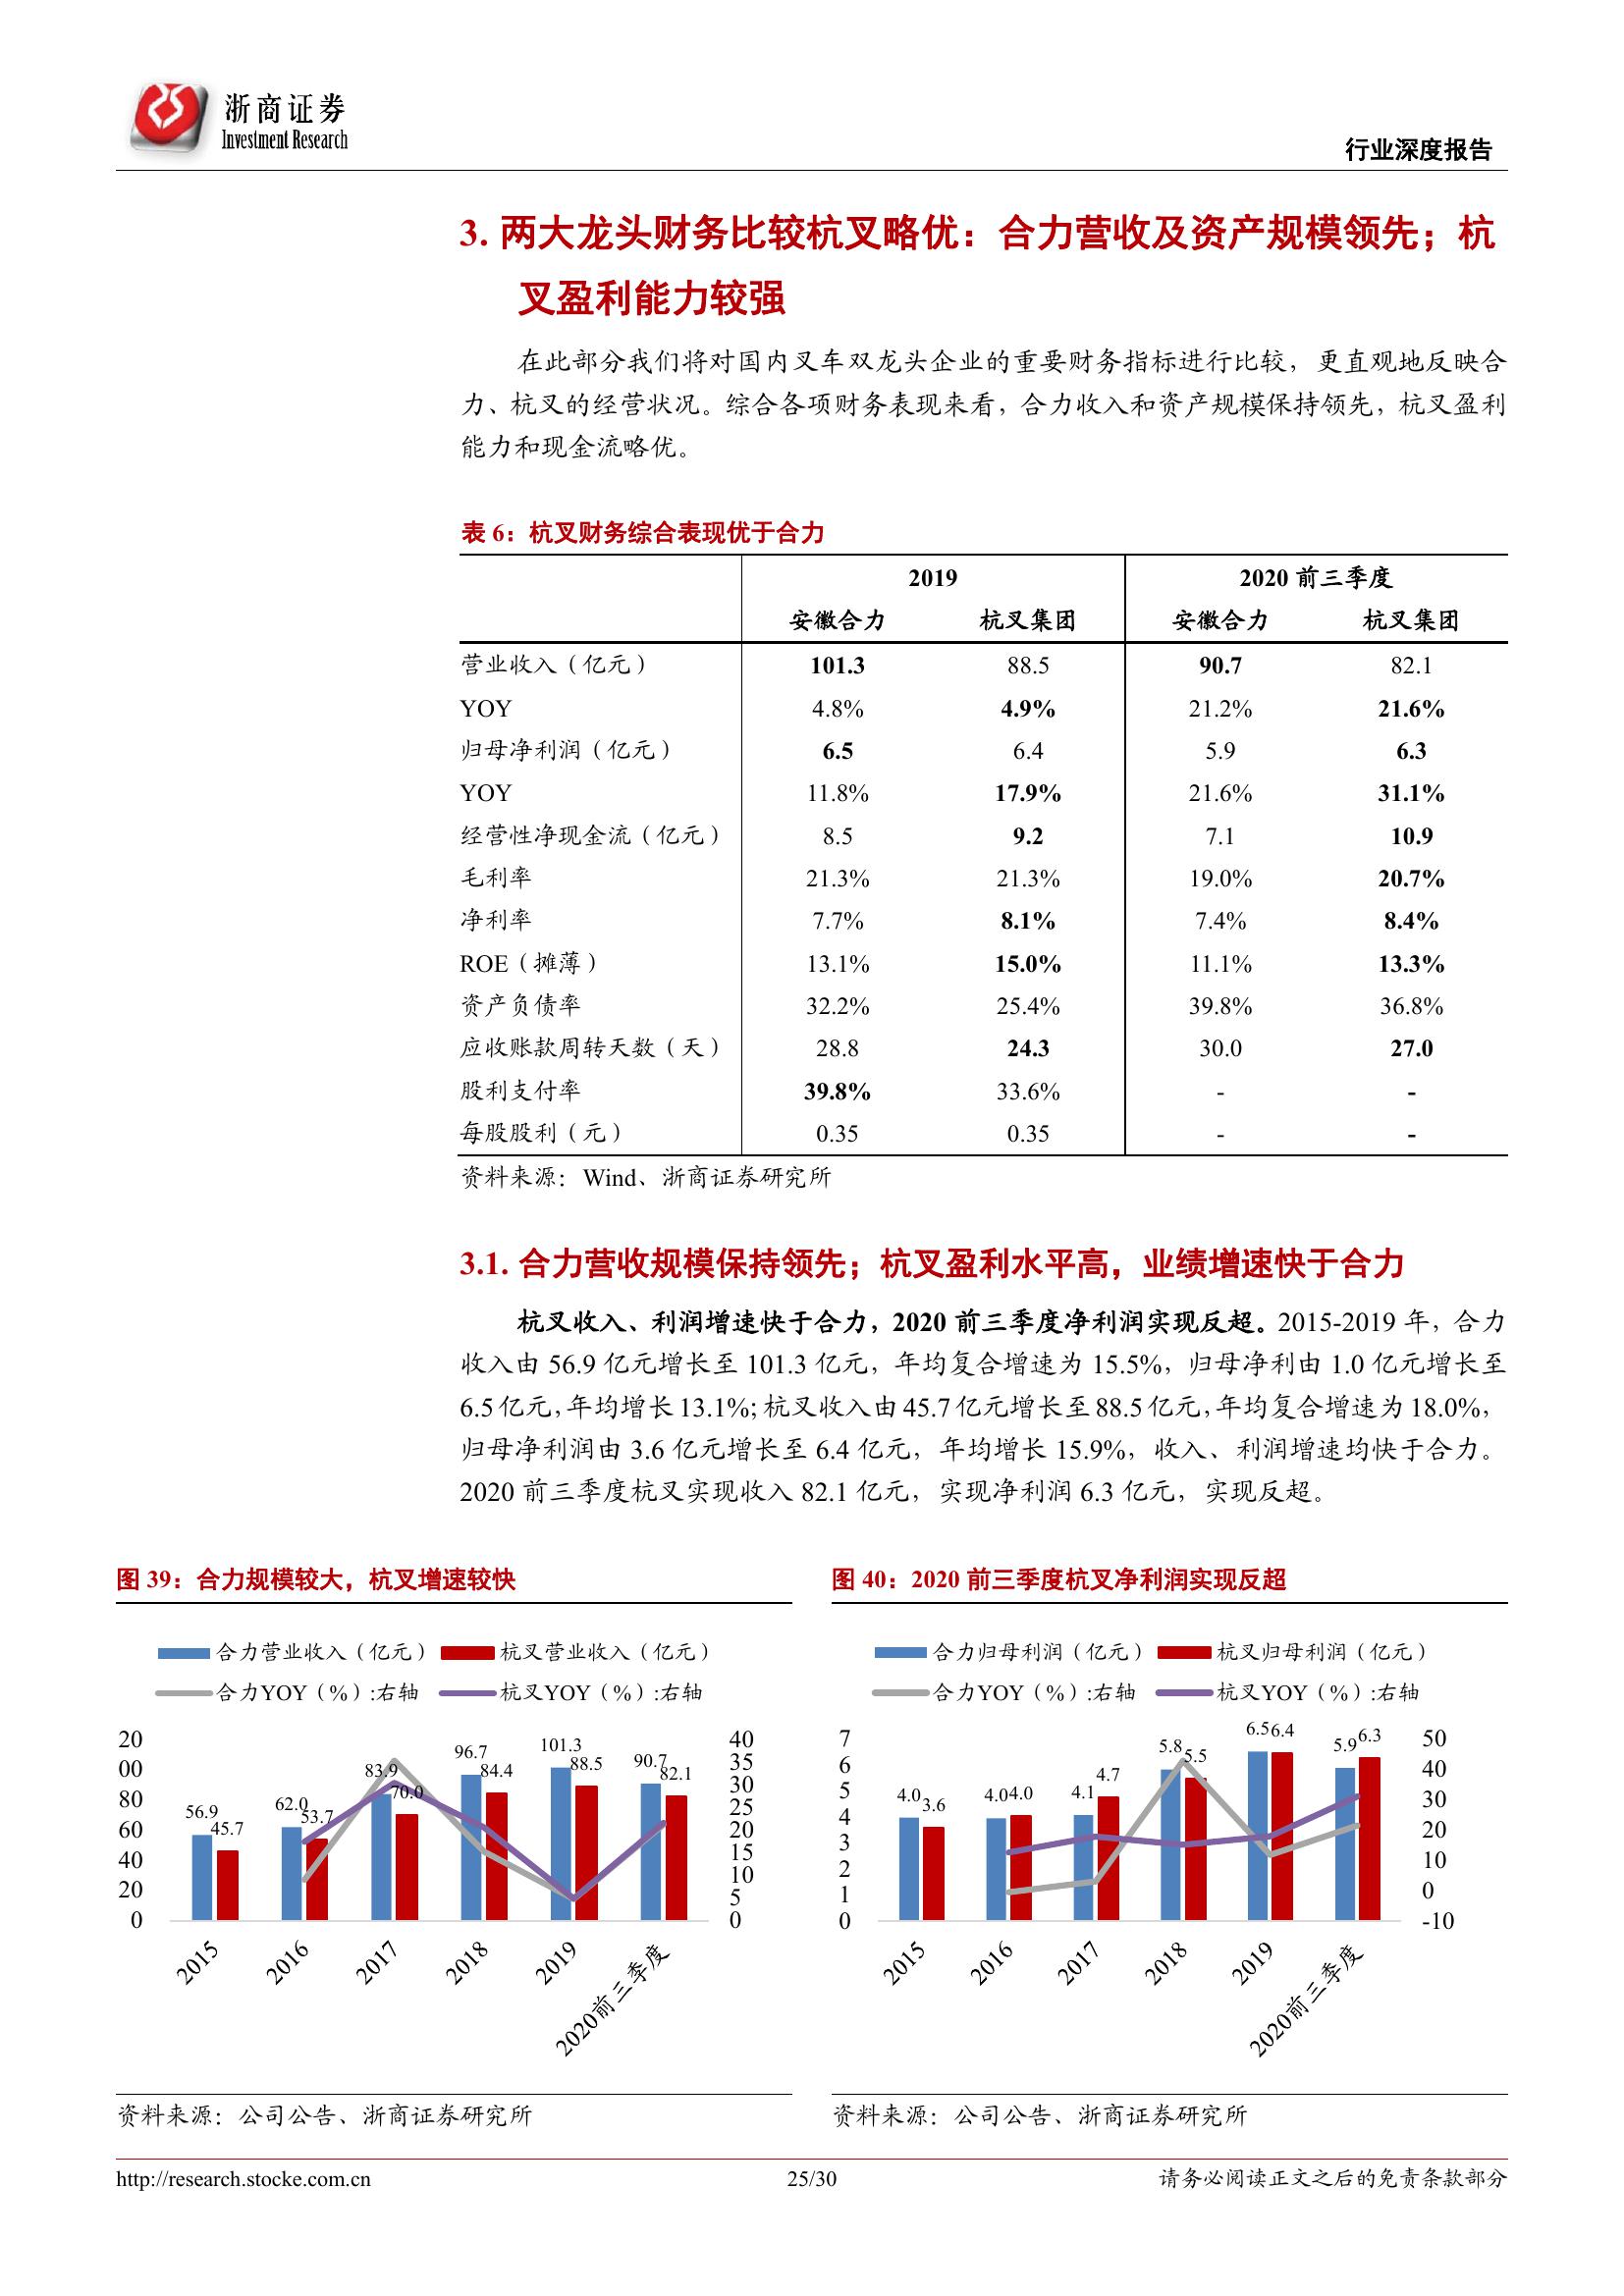 浙商证券
Investment Research
行业深度报告
3. 两大龙头财务比较杭叉略优：合力营收及资产规模领先；杭
叉盈利能力较强
在此部分我们将对国内叉车双龙头企业的重要财务指标进行比较，更直观地反映合
力、杭叉的经营状况。综合各项财务表现来看，合力收入和资产规模保持领先，杭叉盈利
能力和现金流略优。
表 6：杭叉财务综合表现优于合力
2019 2020 前三季度
安徽合力 杭叉集团 安徽合力 杭叉集团
营业收入（亿元） 101.3 88.5 90.7 82.1
YOY 4.8% 4.9% 21.2% 21.6%
归母净利润（亿元） 6.5 6.4 5.9 6.3
YOY 11.8% 17.9% 21.6% 31.1%
经营性净现金流（亿元） 8.5 9.2 7.1 10.9
毛利率 21.3% 21.3% 19.0% 20.7%
净利率 7.7% 8.1% 7.4% 8.4%
ROE（摊薄） 13.1% 15.0% 11.1% 13.3%
资产负债率 32.2% 25.4% 39.8% 36.8%
应收账款周转天数（天） 28.8 24.3 30.0 27.0
股利支付率 39.8% 33.6% - -
每股股利（元） 0.35 0.35 - -
资料来源：Wind、浙商证券研究所
3.1. 合力营收规模保持领先；杭叉盈利水平高，业绩增速快于合力
杭叉收入、利润增速快于合力，2020 前三季度净利润实现反超。2015-2019 年，合力
收入由 56.9 亿元增长至 101.3 亿元，年均复合增速为 15.5%，归母净利由 1.0 亿元增长至
6.5 亿元，年均增长 13.1%；杭叉收入由 45.7 亿元增长至 88.5 亿元，年均复合增速为 18.0%，
归母净利润由 3.6 亿元增长至 6.4 亿元，年均增长 15.9%，收入、利润增速均快于合力。
2020 前三季度杭叉实现收入 82.1 亿元，实现净利润 6.3 亿元，实现反超。
图 39：合力规模较大，杭叉增速较快
合力营业收入（亿元） 杭叉营业收入（亿元）
合力YOY（%）:右轴 杭叉YOY（%）:右轴
20
00
80
60
40
20
0
56.9 45.7 62.0 53.7 83.9 70.0 96.7 84.4 101.3 88.5 90.7 82.1
40
35
30
25
20
15
10
5
0
2015 2016 2017 2018 2019 2020前三季度
资料来源：公司公告、浙商证券研究所
图 40：2020 前三季度杭叉净利润实现反超
合力归母利润（亿元） 杭叉归母利润（亿元）
合力YOY（%）:右轴 杭叉YOY（%）:右轴
7
6
5
4
3
2
1
0
4.0 3.6 4.0 4.0 4.1 4.7 5.8 5.5 6.5 6.4 5.9 6.3
50
40
30
20
10
0
-10
2015 2016 2017 2018 2019 2020前三季度
资料来源：公司公告、浙商证券研究所
http://research.stocke.com.cn 25/30 请务必阅读正文之后的免责条款部分